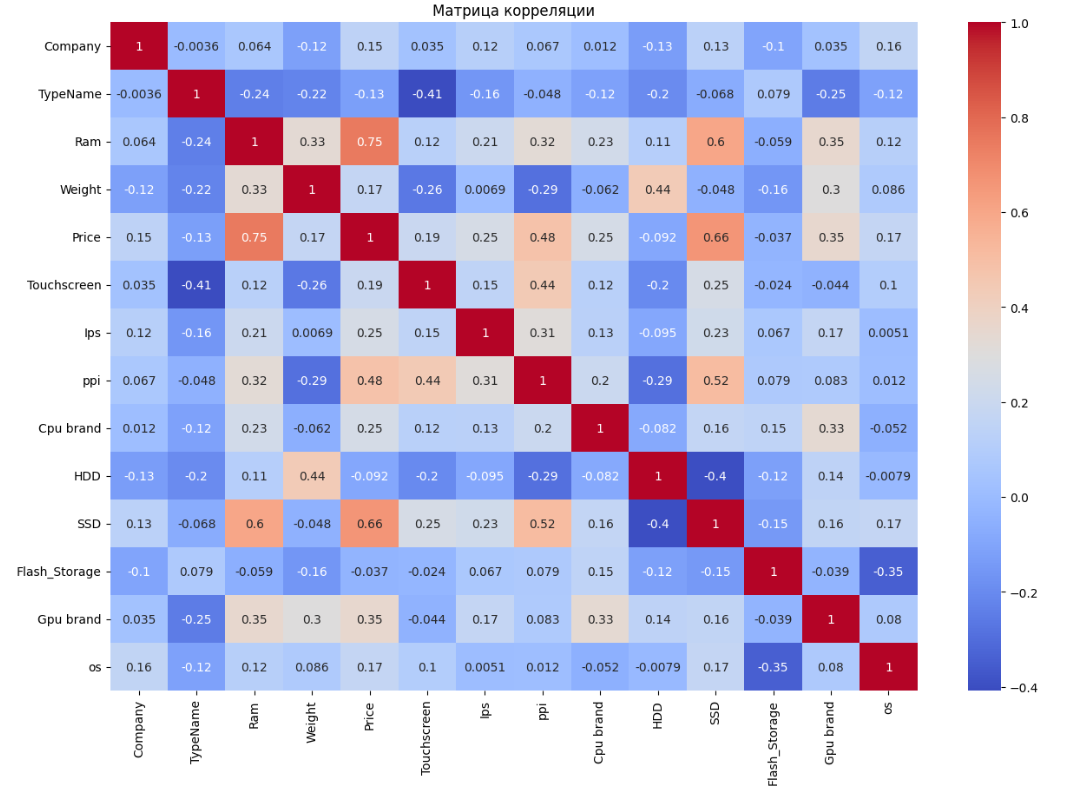 Матрица корреляции
Company 1 -0.0036 0.064 -0.12 0.15 0.035 0.12 0.067 0.012 -0.13 0.13 -0.1 0.035 0.16
TypeName -0.0036 1 -0.24 -0.22 -0.13 -0.41 -0.16 -0.048 -0.12 -0.2 -0.068 0.079 -0.25 -0.12
Ram 0.064 -0.24 1 0.33 0.75 0.12 0.21 0.32 0.23 0.11 0.6 -0.059 0.35 0.12
Weight -0.12 -0.22 0.33 1 0.17 -0.26 0.0069 -0.29 -0.062 0.44 -0.048 -0.16 0.3 0.086
Price 0.15 -0.13 0.75 0.17 1 0.19 0.25 0.48 0.25 -0.092 0.66 -0.037 0.35 0.17
Touchscreen 0.035 -0.41 0.12 -0.26 0.19 1 0.15 0.44 0.12 -0.2 0.25 -0.024 -0.044 0.1
Ips 0.12 -0.16 0.21 0.0069 0.25 0.15 1 0.31 0.13 -0.095 0.23 0.067 0.17 0.0051
ppi 0.067 -0.048 0.32 -0.29 0.48 0.44 0.31 1 0.2 -0.29 0.52 0.079 0.083 0.012
Cpu brand 0.012 -0.12 0.23 -0.062 0.25 0.12 0.13 0.2 1 -0.082 0.16 0.15 0.33 -0.052
HDD -0.13 -0.2 0.11 0.44 -0.092 -0.2 -0.095 -0.29 -0.082 1 -0.4 -0.12 0.14 -0.0079
SSD 0.13 -0.068 0.6 -0.048 0.66 0.25 0.23 0.52 0.16 -0.4 1 -0.15 0.16 0.17
Flash_Storage -0.1 0.079 -0.059 -0.16 -0.037 -0.024 0.067 0.079 0.15 -0.12 -0.15 1 -0.039 -0.35
Gpu brand 0.035 -0.25 0.35 0.3 0.35 -0.044 0.17 0.083 0.33 0.14 0.16 -0.039 1 0.08
os 0.16 -0.12 0.12 0.086 0.17 0.1 0.0051 0.012 -0.052 -0.0079 0.17 -0.35 0.08 1
Company TypeName Ram Weight Price Touchscreen Ips ppi Cpu brand HDD SSD Flash_Storage Gpu brand os
1.0
0.8
0.6
0.4
0.2
0.0
−0.2
−0.4